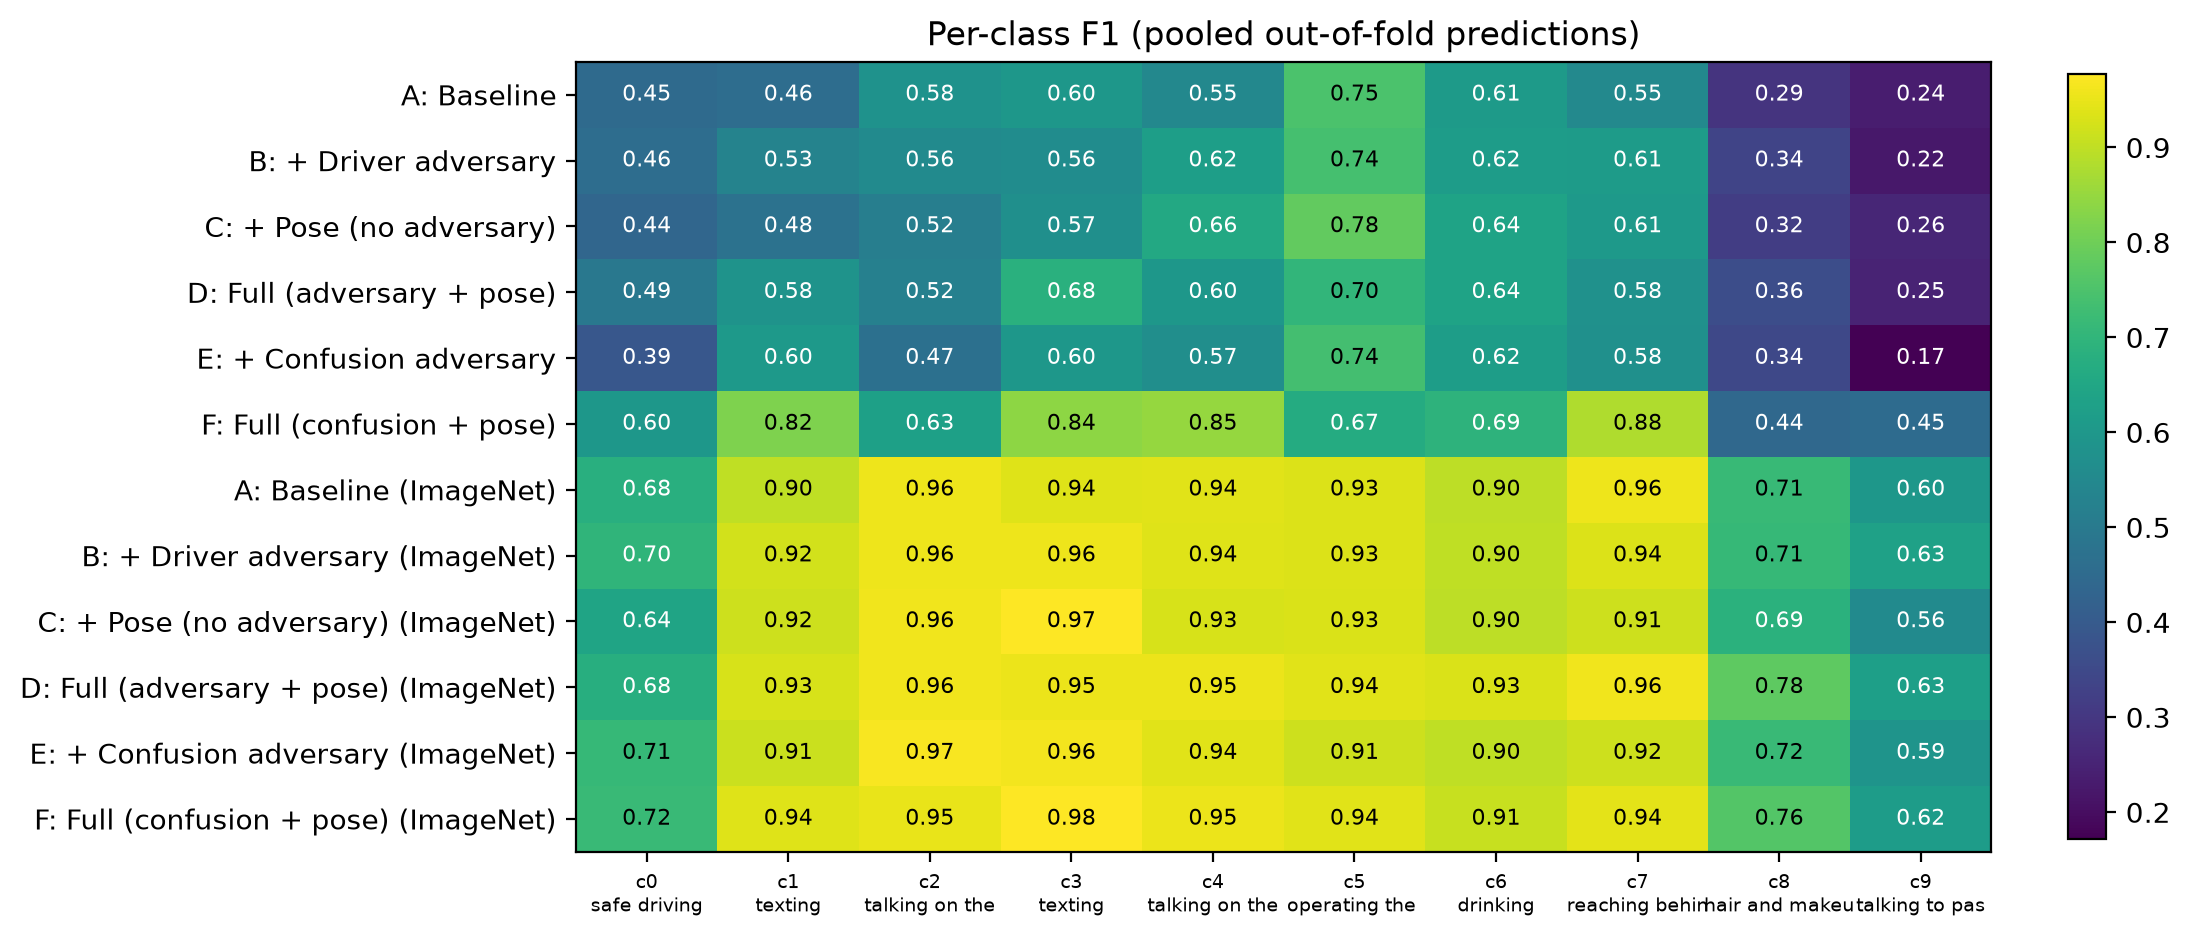 Per-class F1 (pooled out-of-fold predictions)
A: Baseline 0.45 0.46 0.58 0.60 0.55 0.75 0.61 0.55 0.29 0.24
B: + Driver adversary 0.46 0.53 0.56 0.56 0.62 0.74 0.62 0.61 0.34 0.22
C: + Pose (no adversary) 0.44 0.48 0.52 0.57 0.66 0.78 0.64 0.61 0.32 0.26
D: Full (adversary + pose) 0.49 0.58 0.52 0.68 0.60 0.70 0.64 0.58 0.36 0.25
E: + Confusion adversary 0.39 0.60 0.47 0.60 0.57 0.74 0.62 0.58 0.34 0.17
F: Full (confusion + pose) 0.60 0.82 0.63 0.84 0.85 0.67 0.69 0.88 0.44 0.45
A: Baseline (ImageNet) 0.68 0.90 0.96 0.94 0.94 0.93 0.90 0.96 0.71 0.60
B: + Driver adversary (ImageNet) 0.70 0.92 0.96 0.96 0.94 0.93 0.90 0.94 0.71 0.63
C: + Pose (no adversary) (ImageNet) 0.64 0.92 0.96 0.97 0.93 0.93 0.90 0.91 0.69 0.56
D: Full (adversary + pose) (ImageNet) 0.68 0.93 0.96 0.95 0.95 0.94 0.93 0.96 0.78 0.63
E: + Confusion adversary (ImageNet) 0.71 0.91 0.97 0.96 0.94 0.91 0.90 0.92 0.72 0.59
F: Full (confusion + pose) (ImageNet) 0.72 0.94 0.95 0.98 0.95 0.94 0.91 0.94 0.76 0.62
c0 c1 c2 c3 c4 c5 c6 c7 c8 c9
safe driving texting talking on the texting talking on the operating the drinking reaching behin hair and makeu talking to pas
0.9
0.8
0.7
0.6
0.5
0.4
0.3
0.2